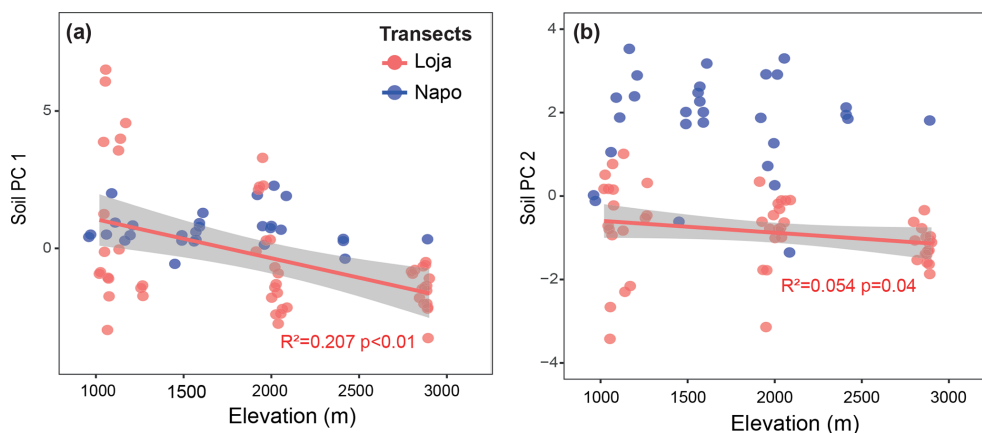 (a)
Transects
Loja
Napo
Soil PC 1
5
0
R²=0.207 p<0.01
1000 1500 2000 2500 3000
Elevation (m)
(b)
Soil PC 2
4
2
0
−2
−4
R²=0.054 p=0.04
1000 1500 2000 2500 3000
Elevation (m)